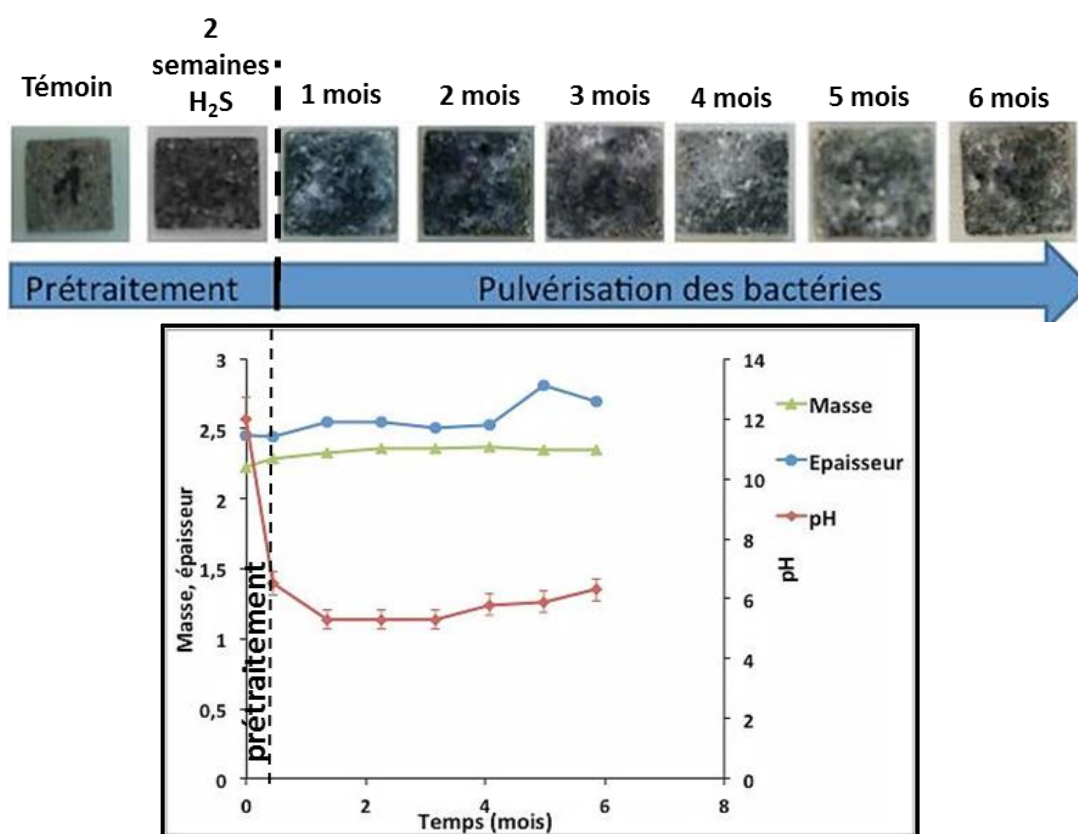 2
semaines
H₂S
Témoin
1 mois
2 mois
3 mois
4 mois
5 mois
6 mois
Prétraitement
Pulvérisation des bactéries
3
2,5
2
1,5
1
0,5
0
Masse, épaisseur
prétraitement
0
2
4
6
8
Temps (mois)
14
12
10
8
6
4
2
0
pH
Masse
Epaisseur
pH